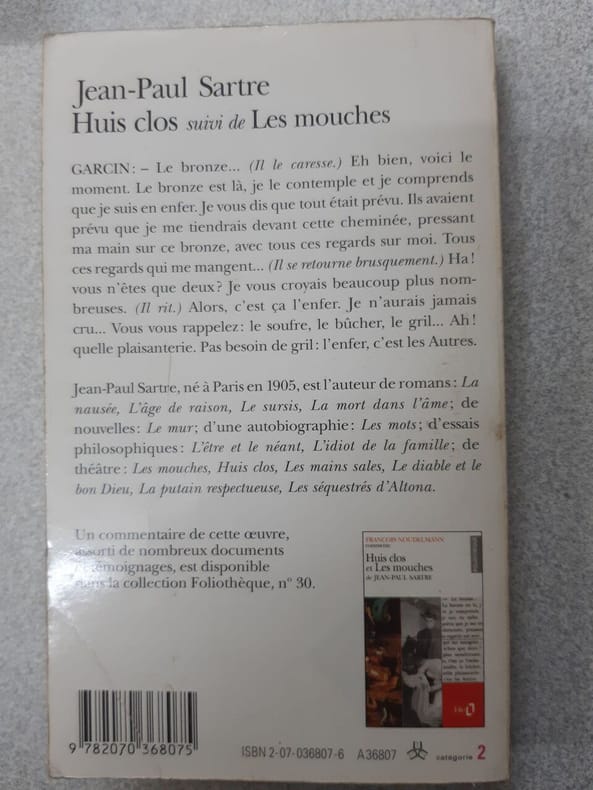 Jean-Paul Sartre
Huis clos suivi de Les mouches
GARCIN : – Le bronze... (Il le caresse.) Eh bien, voici le
moment. Le bronze est là, je le contemple et je comprends
que je suis en enfer. Je vous dis que tout était prévu. Ils avaient
prévu que je me tiendrais devant cette cheminée, pressant
ma main sur ce bronze, avec tous ces regards sur moi. Tous
ces regards qui me mangent... (Il se retourne brusquement.) Ha !
vous n'êtes que deux ? Je vous croyais beaucoup plus nom-
breuses. (Il rit.) Alors, c'est ça l'enfer. Je n'aurais jamais
cru... Vous vous rappelez : le soufre, le bûcher, le gril... Ah !
quelle plaisanterie. Pas besoin de gril : l'enfer, c'est les Autres.
Jean-Paul Sartre, né à Paris en 1905, est l'auteur de romans : La
nausée, L'âge de raison, Le sursis, La mort dans l'âme ; de
nouvelles : Le mur ; d'une autobiographie : Les mots ; d'essais
philosophiques : L'être et le néant, L'idiot de la famille ; de
théâtre : Les mouches, Huis clos, Les mains sales, Le diable et le
bon Dieu, La putain respectueuse, Les séquestrés d'Altona.
Un commentaire de cette œuvre,
assorti de nombreux documents
et témoignages, est disponible
dans la collection Foliothèque, n° 30.
FRANÇOIS NOUDELMANN
Huis clos
et Les mouches
de JEAN-PAUL SARTRE
9 782070 368075
ISBN 2-07-036807-6
A 36807
catégorie 2